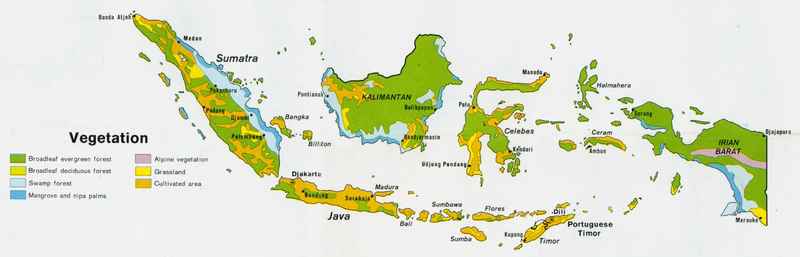 Banda Atjeh
Medan
Sumatra
Pakanbaru
Padang
Djambi
Palembang
Bangka
Billiton
Pontianak
KALIMANTAN
Balikpapan
Bandjarmasin
Manado
Palu
Celebes
Kendari
Udjung Pandang
Halmahera
Ceram
Ambon
Sorong
IRIAN
BARAT
Djajapura
Merauke
Vegetation
Broadleaf evergreen forest
Broadleaf deciduous forest
Swamp forest
Mangrove and nipa palms
Alpine vegetation
Grassland
Cultivated area
Djakarta
Bandung
Surabaja
Madura
Java
Bali
Sumbawa
Flores
Sumba
Dili
Portuguese
Timor
Kupang
Timor